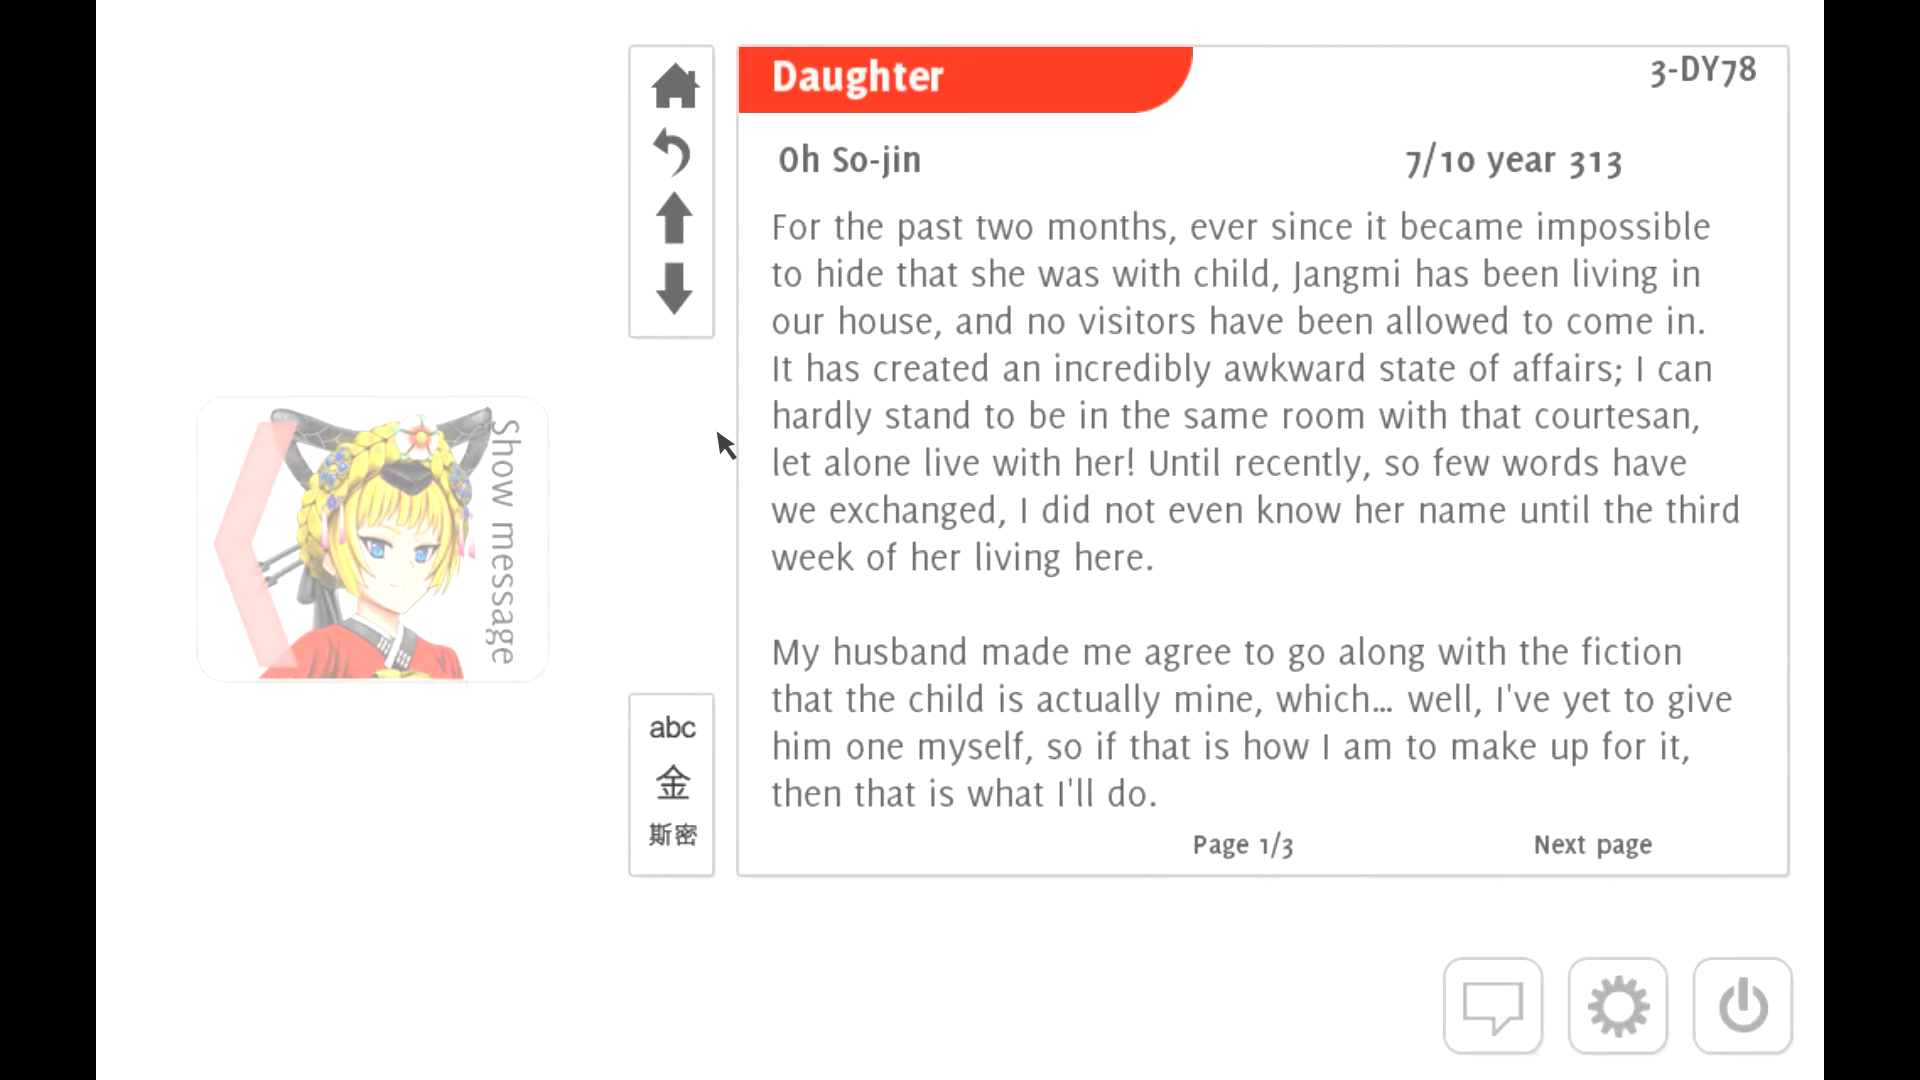 Daughter
3-DY78
Oh So-jin
7/10 year 313
For the past two months, ever since it became impossible
to hide that she was with child, Jangmi has been living in
our house, and no visitors have been allowed to come in.
It has created an incredibly awkward state of affairs; I can
hardly stand to be in the same room with that courtesan,
let alone live with her! Until recently, so few words have
we exchanged, I did not even know her name until the third
week of her living here.
My husband made me agree to go along with the fiction
that the child is actually mine, which... well, I've yet to give
him one myself, so if that is how I am to make up for it,
then that is what I'll do.
Page 1/3
Next page
Show message
abc
金
斯密